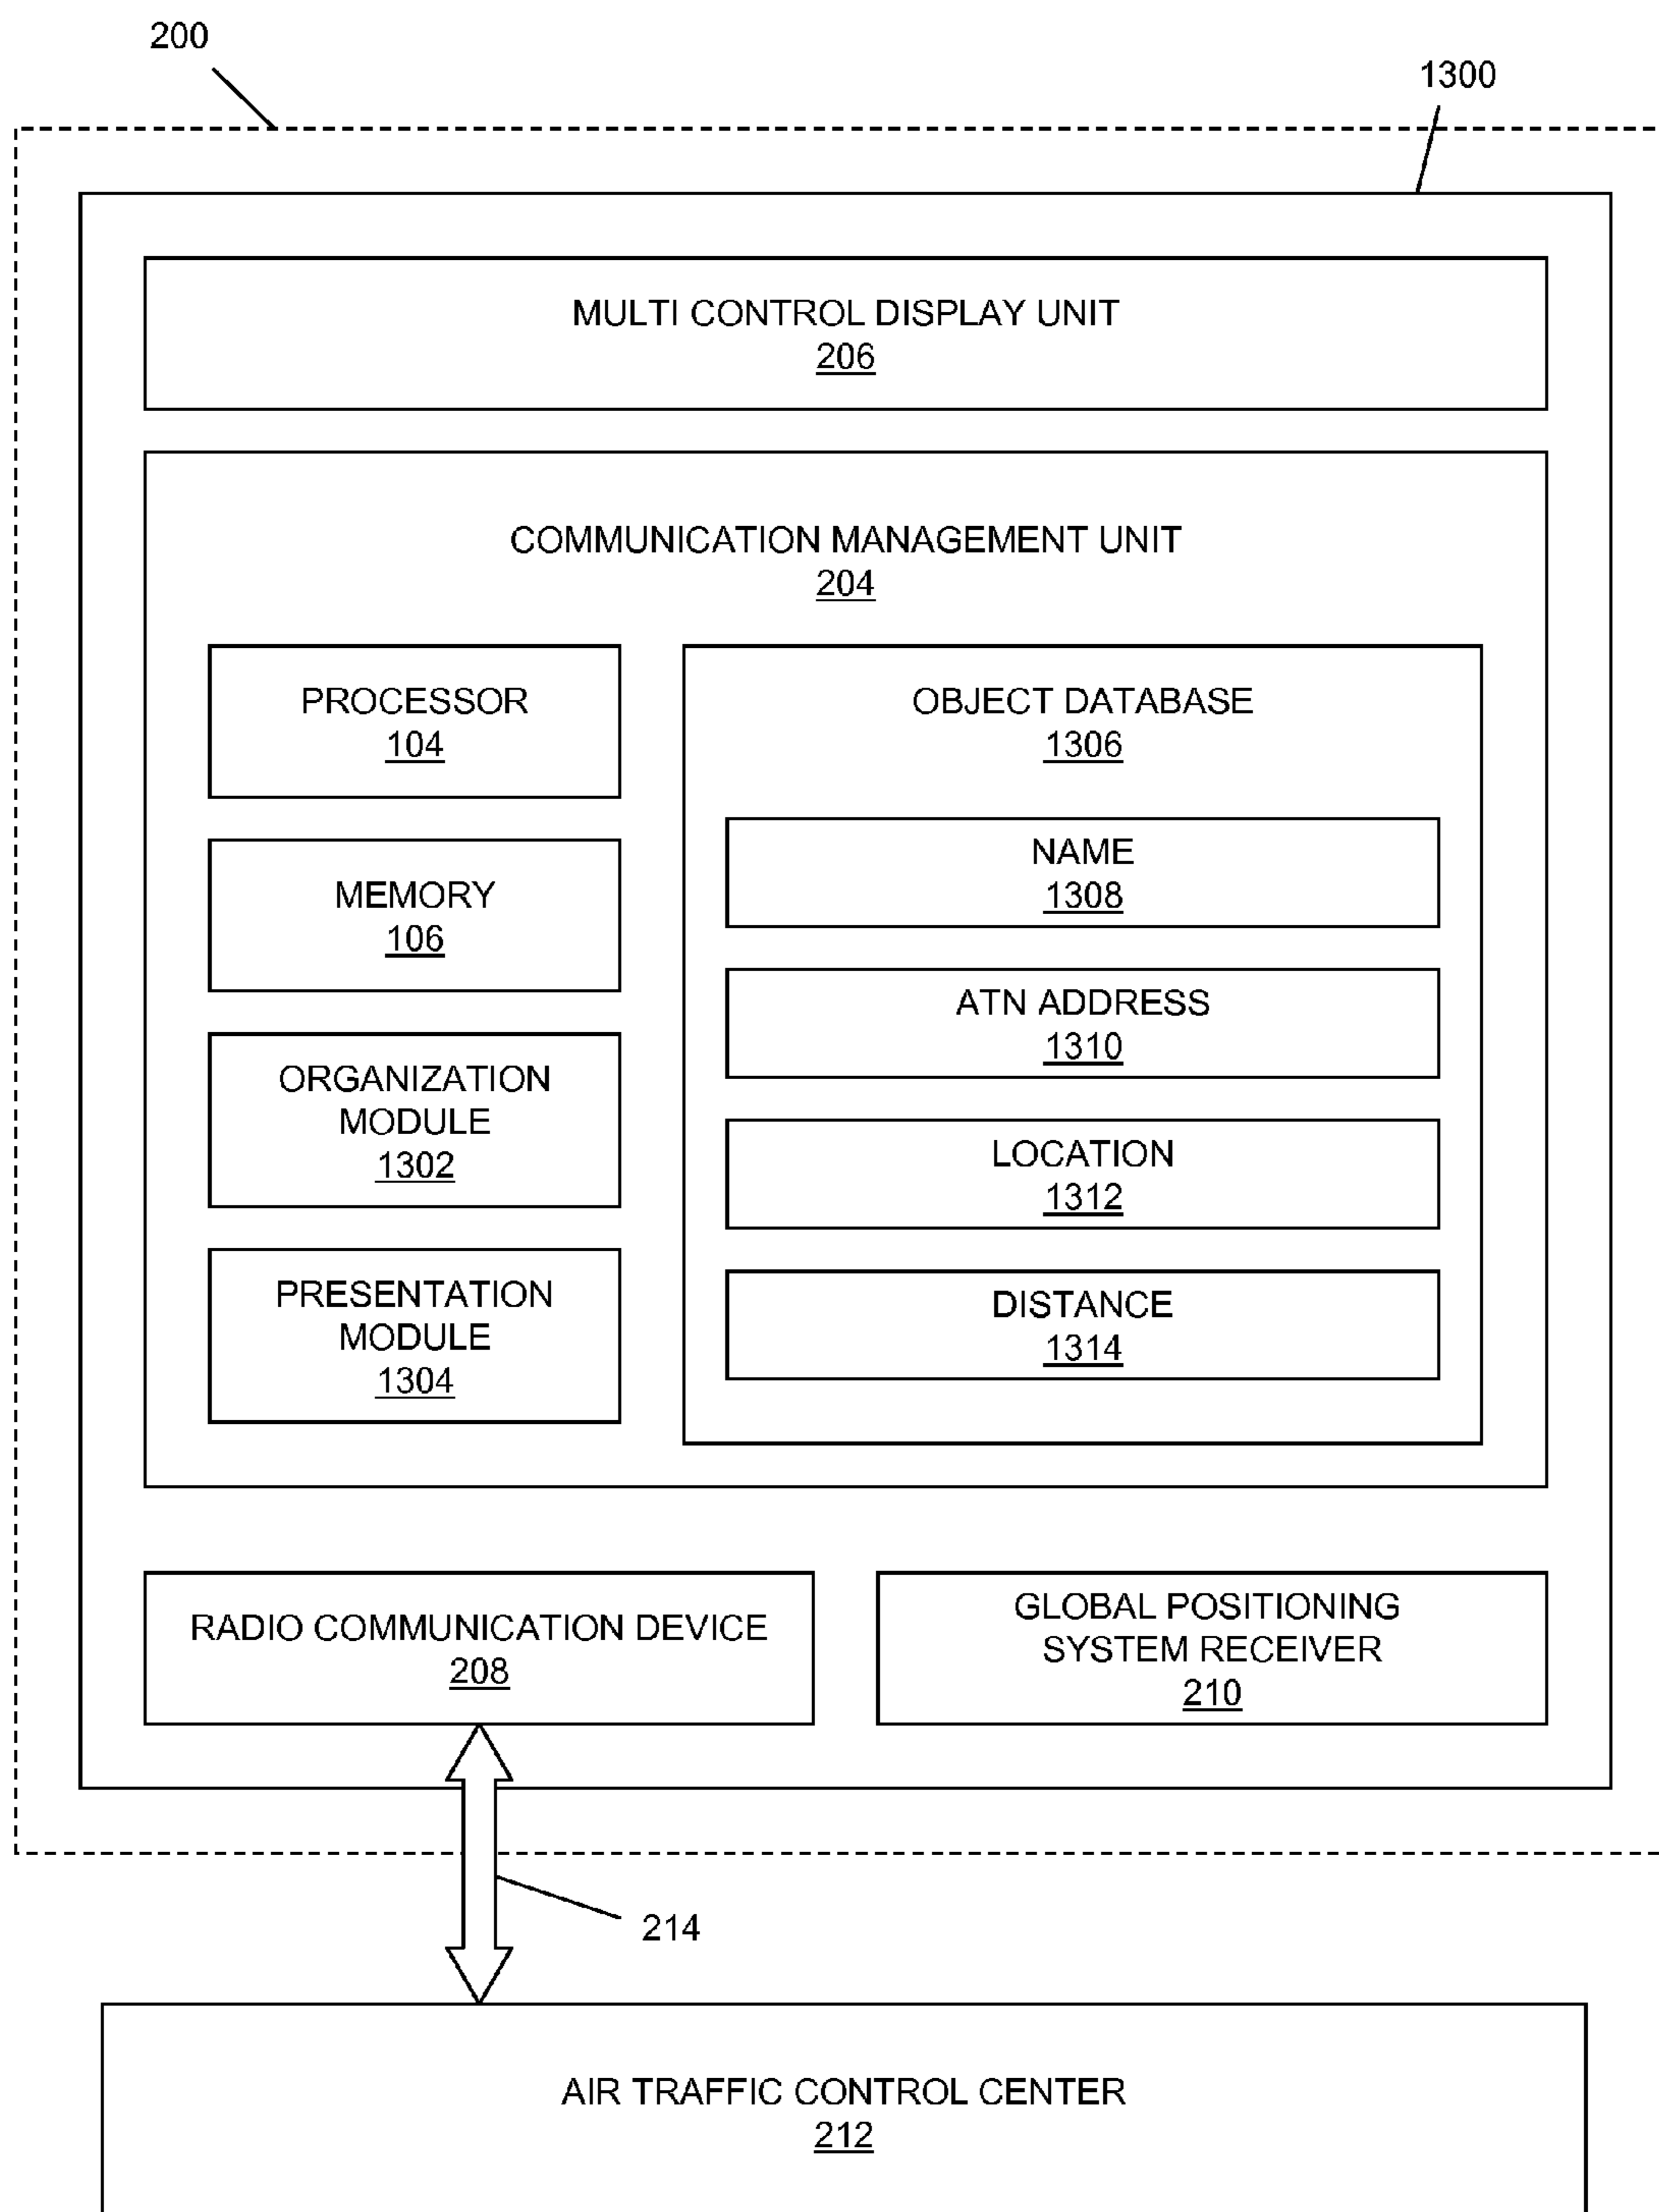 200
1300
MULTI CONTROL DISPLAY UNIT
206
COMMUNICATION MANAGEMENT UNIT
204
PROCESSOR
104
MEMORY
106
ORGANIZATION
MODULE
1302
PRESENTATION
MODULE
1304
OBJECT DATABASE
1306
NAME
1308
ATN ADDRESS
1310
LOCATION
1312
DISTANCE
1314
RADIO COMMUNICATION DEVICE
208
GLOBAL POSITIONING
SYSTEM RECEIVER
210
214
AIR TRAFFIC CONTROL CENTER
212